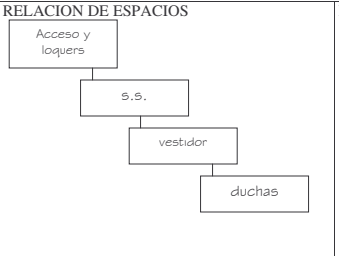 RELACION DE ESPACIOS
Acceso y
loquers
s.s.
vestidor
duchas